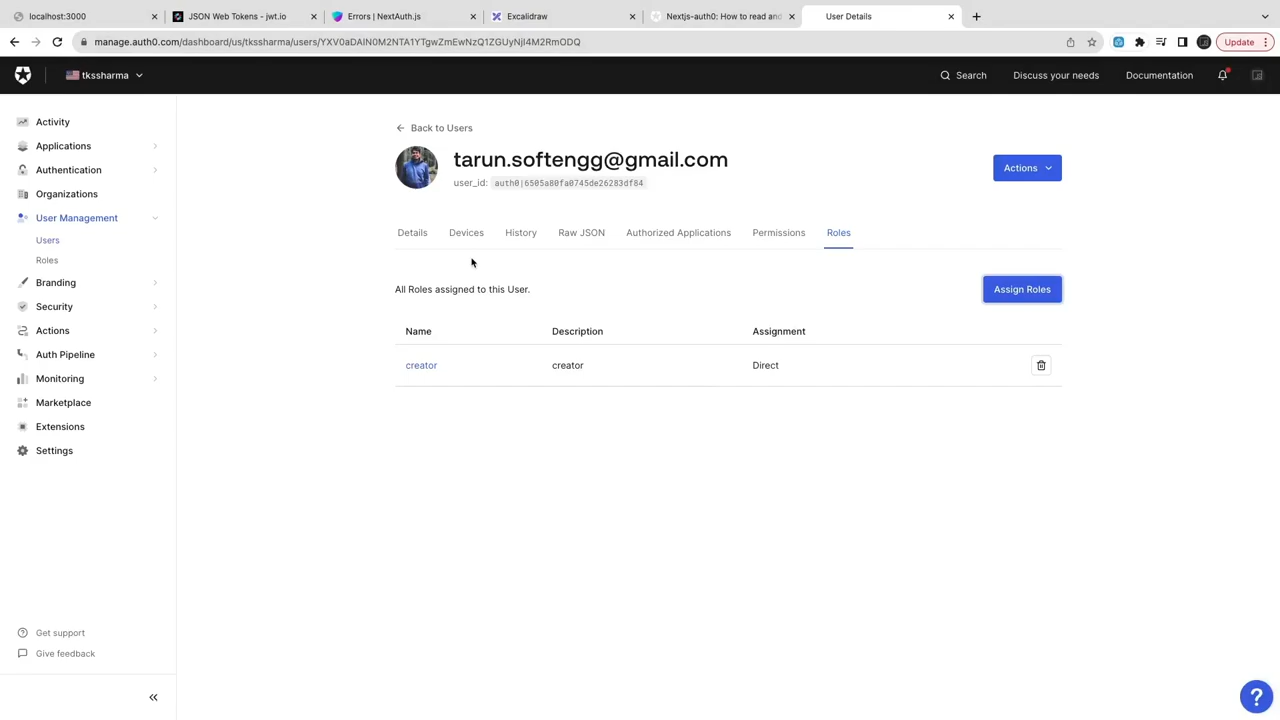 localhost:3000
JSON Web Tokens - jwt.io
Errors | NextAuth.js
Excalidraw
Nextjs-auth0: How to read and
User Details
manage.auth0.com/dashboard/us/tkssharma/users/YXV0aDAlN0M2NTA1YTgwZmEwNzQ1ZGUyNjI4M2RmODQ
Update
tkssharma
Search
Discuss your needs
Documentation
Activity
Applications
Authentication
Organizations
User Management
Users
Roles
Branding
Security
Actions
Auth Pipeline
Monitoring
Marketplace
Extensions
Settings
Get support
Give feedback
Back to Users
tarun.softengg@gmail.com
user_id: auth0|6505a80fa0745de26283df84
Actions
Details Devices History Raw JSON Authorized Applications Permissions Roles
All Roles assigned to this User.
Assign Roles
Name Description Assignment
creator creator Direct
?